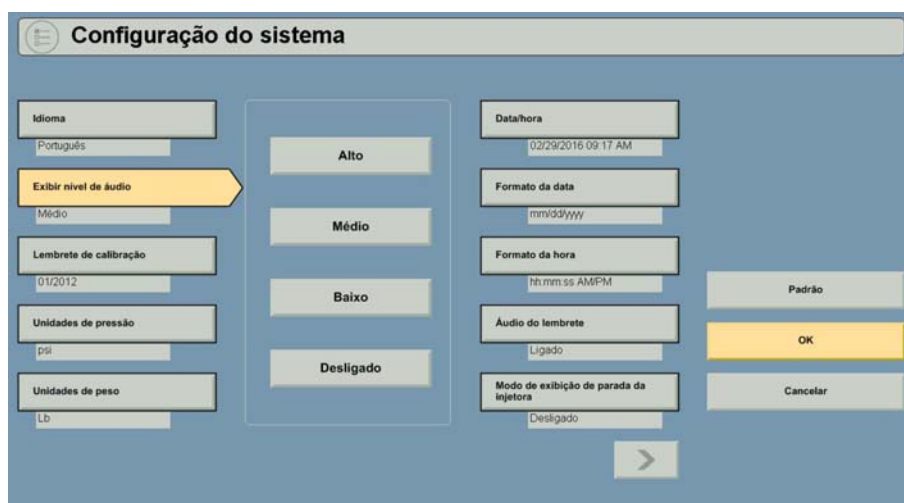 Configuração do sistema
Idioma
Português
Exibir nível de áudio
Médio
Lembrete de calibração
01/2012
Unidades de pressão
psi
Unidades de peso
Lb
Alto
Médio
Baixo
Desligado
Data/hora
02/29/2016 09:17 AM
Formato da data
mm/dd/yyyy
Formato da hora
hh:mm:ss AM/PM
Áudio do lembrete
Ligado
Modo de exibição de parada da
injetora
Desligado
Padrão
OK
Cancelar